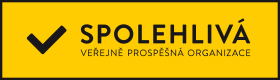 SPOLEHLIVÁ
VEŘEJNĚ PROSPĚŠNÁ ORGANIZACE